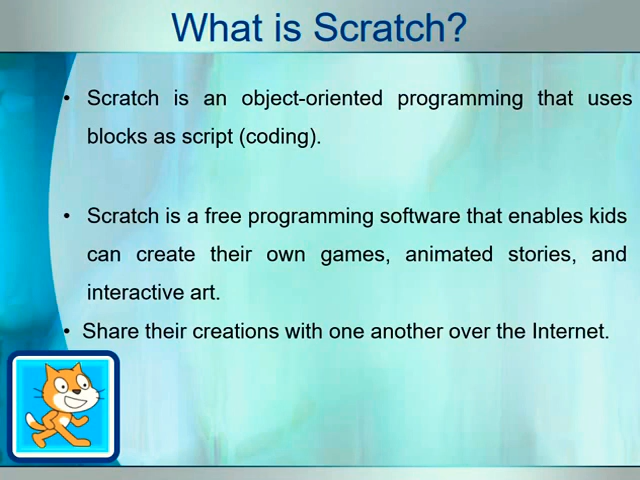 What is Scratch?
• Scratch is an object-oriented programming that uses
blocks as script (coding).
• Scratch is a free programming software that enables kids
can create their own games, animated stories, and
interactive art.
• Share their creations with one another over the Internet.